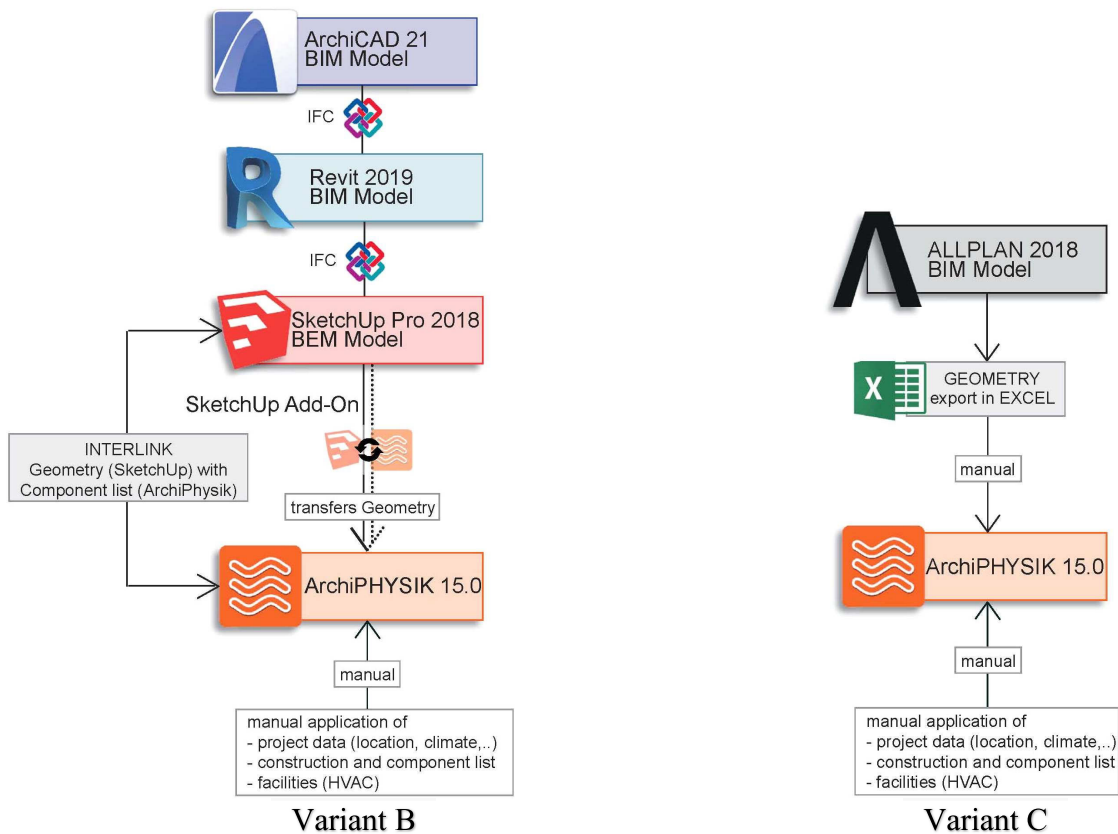 ArchiCAD 21
BIM Model
IFC
Revit 2019
BIM Model
IFC
SketchUp Pro 2018
BEM Model
SketchUp Add-On
INTERLINK
Geometry (SketchUp) with
Component list (ArchiPhysik)
transfers Geometry
ArchiPHYSIK 15.0
manual
manual application of
- project data (location, climate,..)
- construction and component list
- facilities (HVAC)
Variant B
ALLPLAN 2018
BIM Model
X
GEOMETRY
export in EXCEL
manual
ArchiPHYSIK 15.0
manual
manual application of
- project data (location, climate,..)
- construction and component list
- facilities (HVAC)
Variant C